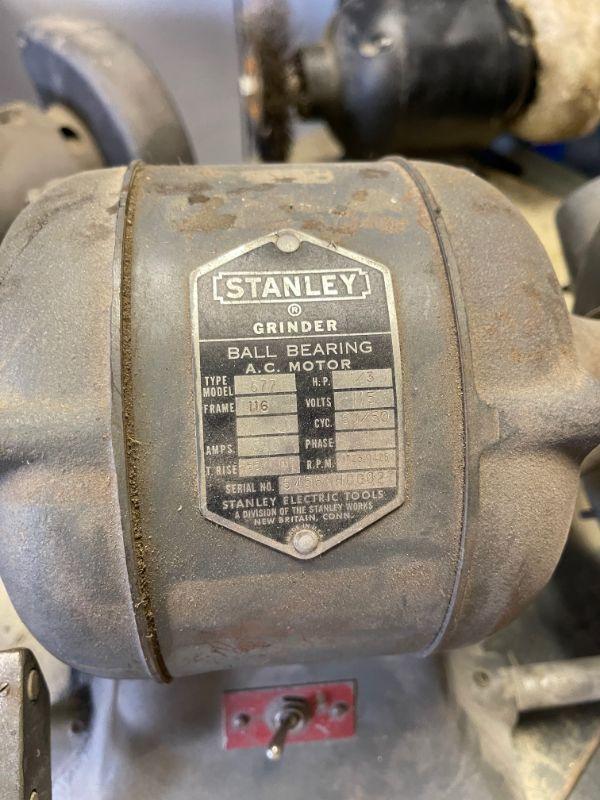 STANLEY
®
GRINDER
BALL BEARING
A.C. MOTOR
TYPE MODEL 677 H.P.
FRAME 116 VOLTS
CYC.
AMPS. PHASE
T. RISE R.P.M.
SERIAL NO.
STANLEY ELECTRIC TOOLS
A DIVISION OF THE STANLEY WORKS
NEW BRITAIN, CONN.